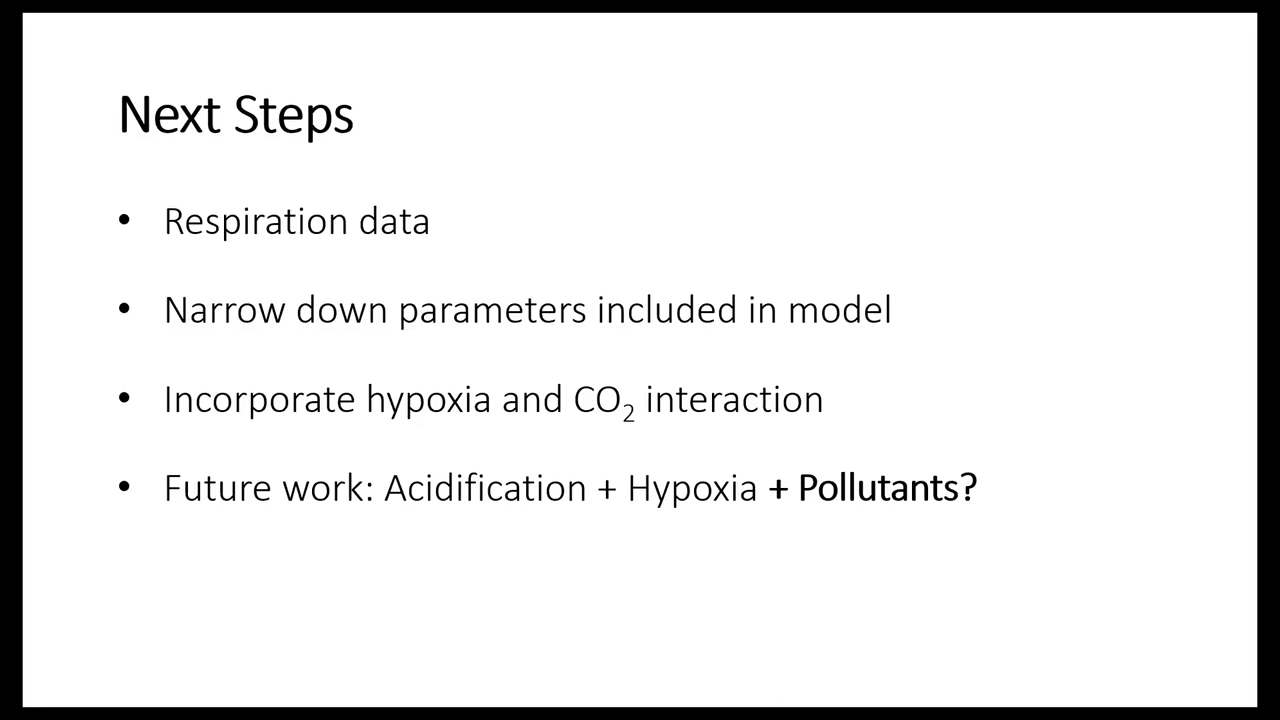 Next Steps
• Respiration data
• Narrow down parameters included in model
• Incorporate hypoxia and CO₂ interaction
• Future work: Acidification + Hypoxia + Pollutants?